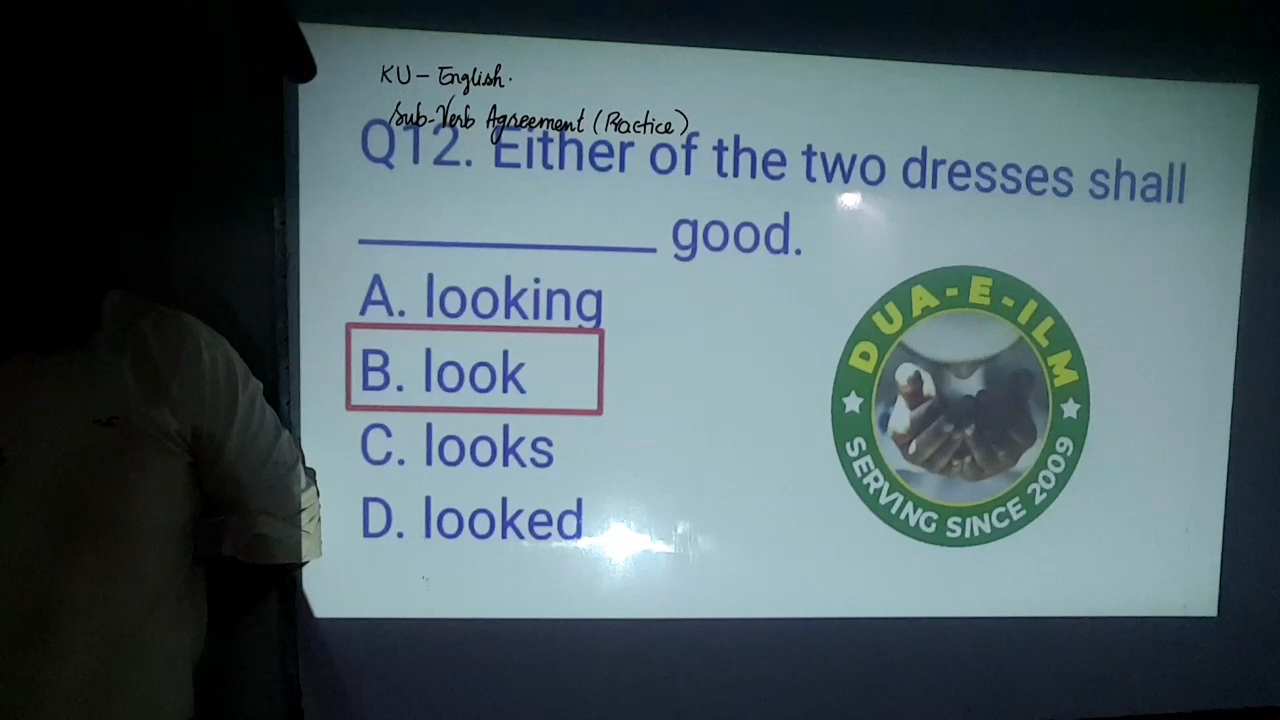 KU - English.
Sub-Verb Agreement (Practice)
Q12. Either of the two dresses shall
____________ good.
A. looking
B. look
C. looks
D. looked
DUA-E-ILM
SERVING SINCE 2009